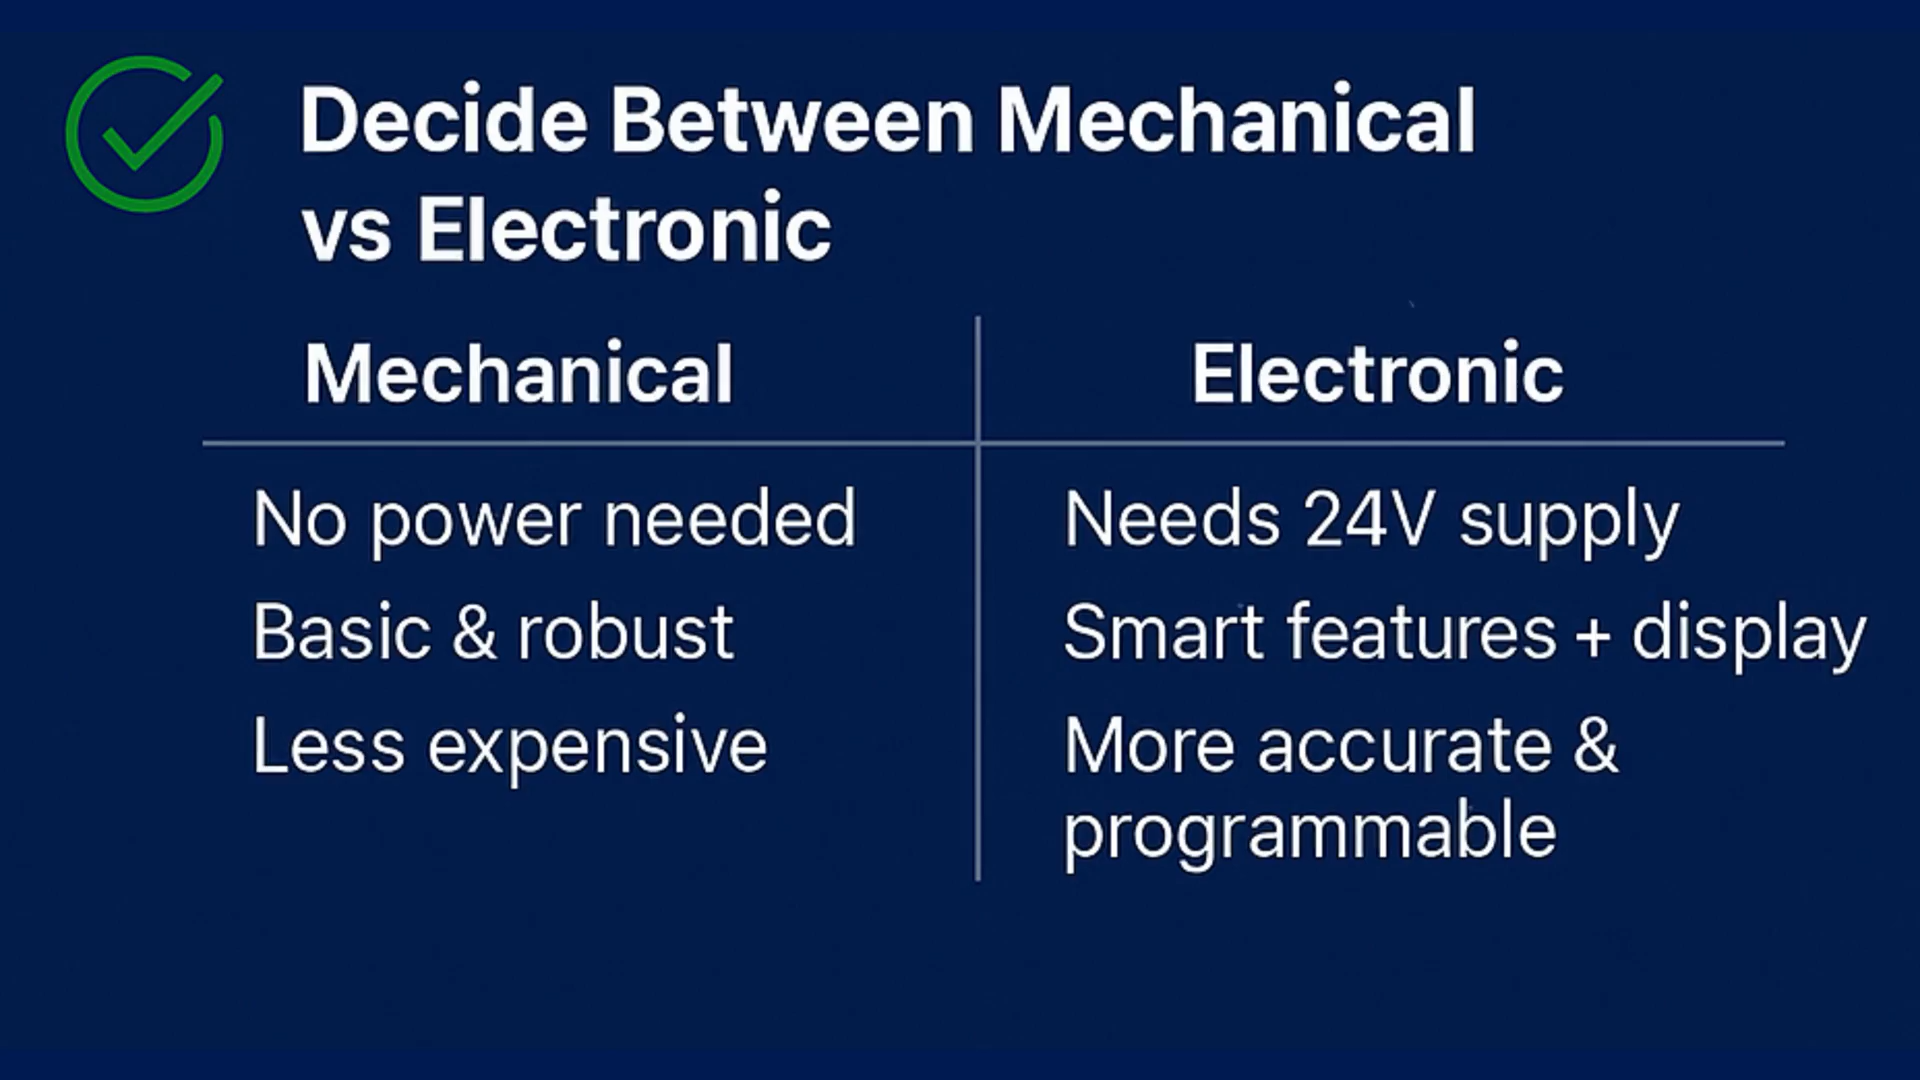 Decide Between Mechanical
vs Electronic
Mechanical
Electronic
No power needed
Needs 24V supply
Basic & robust
Smart features + display
Less expensive
More accurate &
programmable